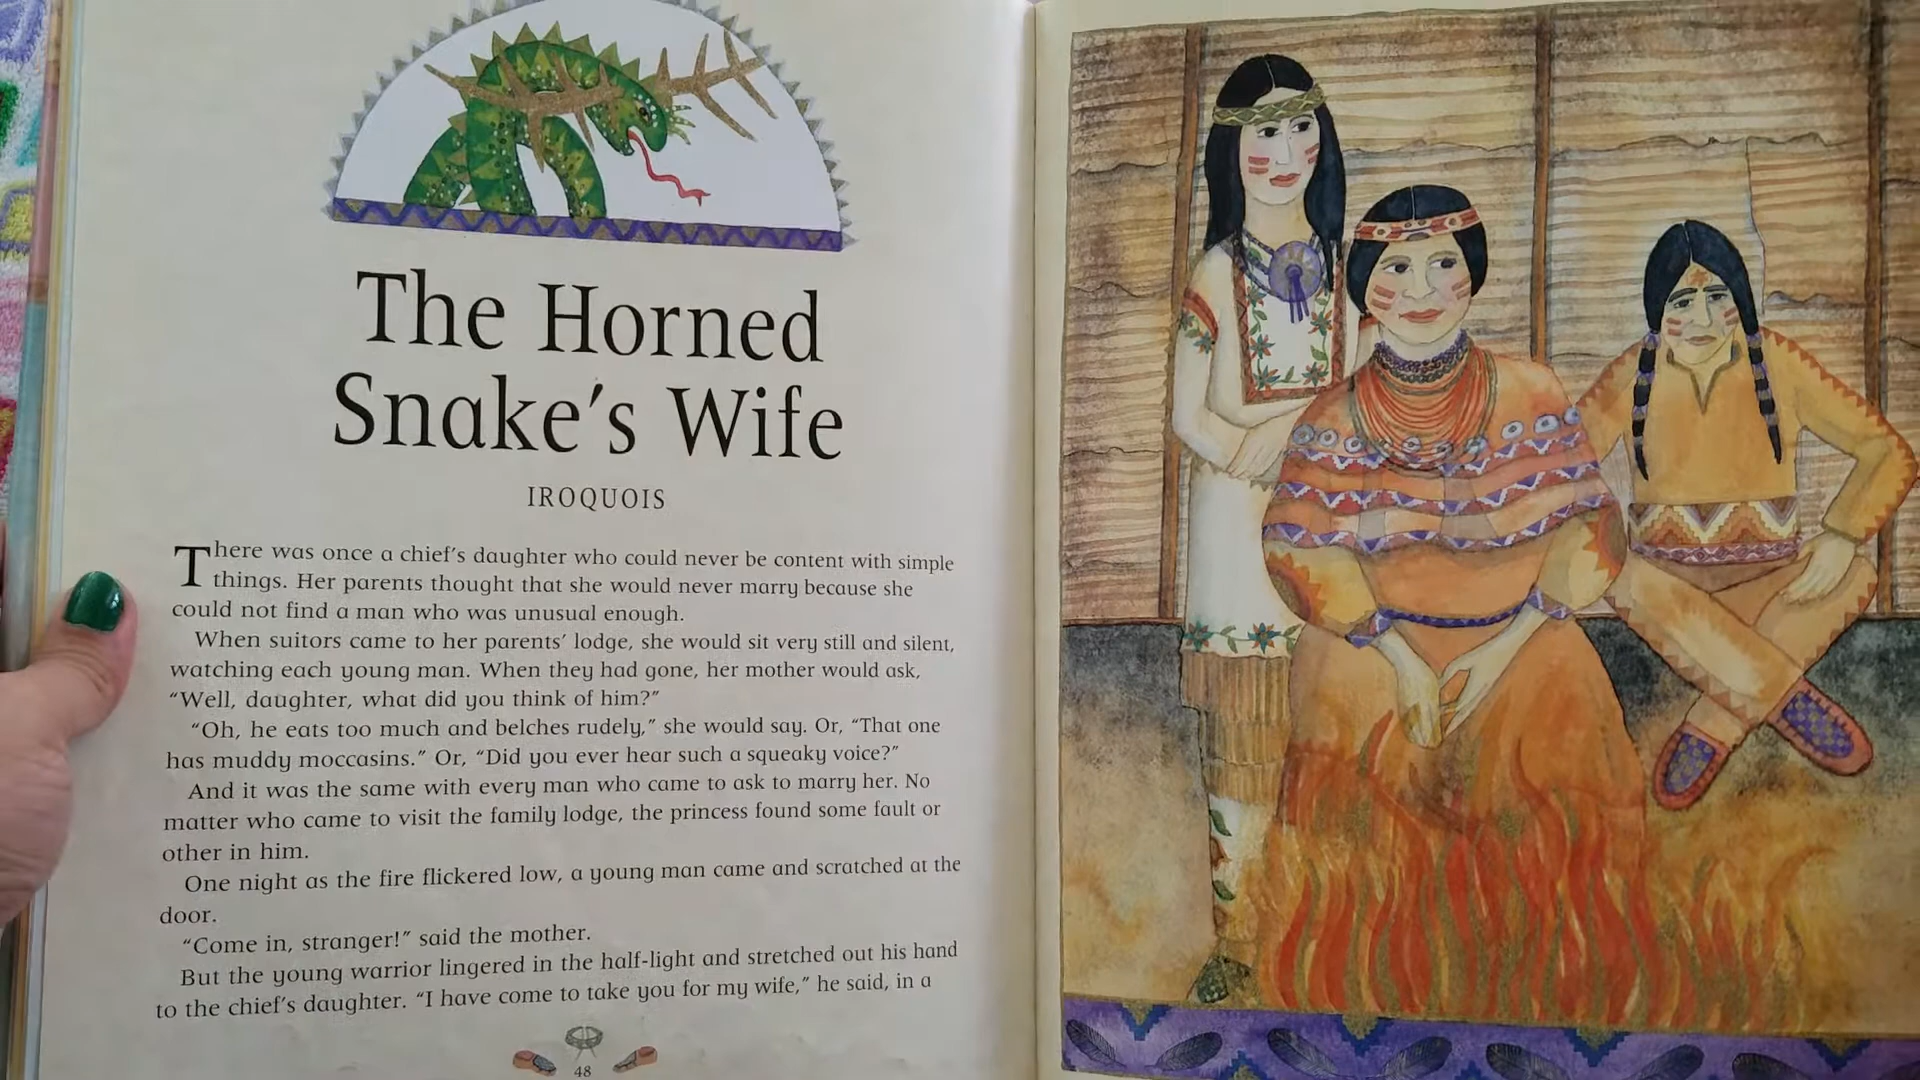 The Horned
Snake's Wife
IROQUOIS
There was once a chief's daughter who could never be content with simple
things. Her parents thought that she would never marry because she
could not find a man who was unusual enough.
When suitors came to her parents' lodge, she would sit very still and silent,
watching each young man. When they had gone, her mother would ask,
“Well, daughter, what did you think of him?”
“Oh, he eats too much and belches rudely,” she would say. Or, “That one
has muddy moccasins.” Or, “Did you ever hear such a squeaky voice?”
And it was the same with every man who came to ask to marry her. No
matter who came to visit the family lodge, the princess found some fault or
other in him.
One night as the fire flickered low, a young man came and scratched at the
door.
“Come in, stranger!” said the mother.
But the young warrior lingered in the half-light and stretched out his hand
to the chief's daughter. “I have come to take you for my wife,” he said, in a
48